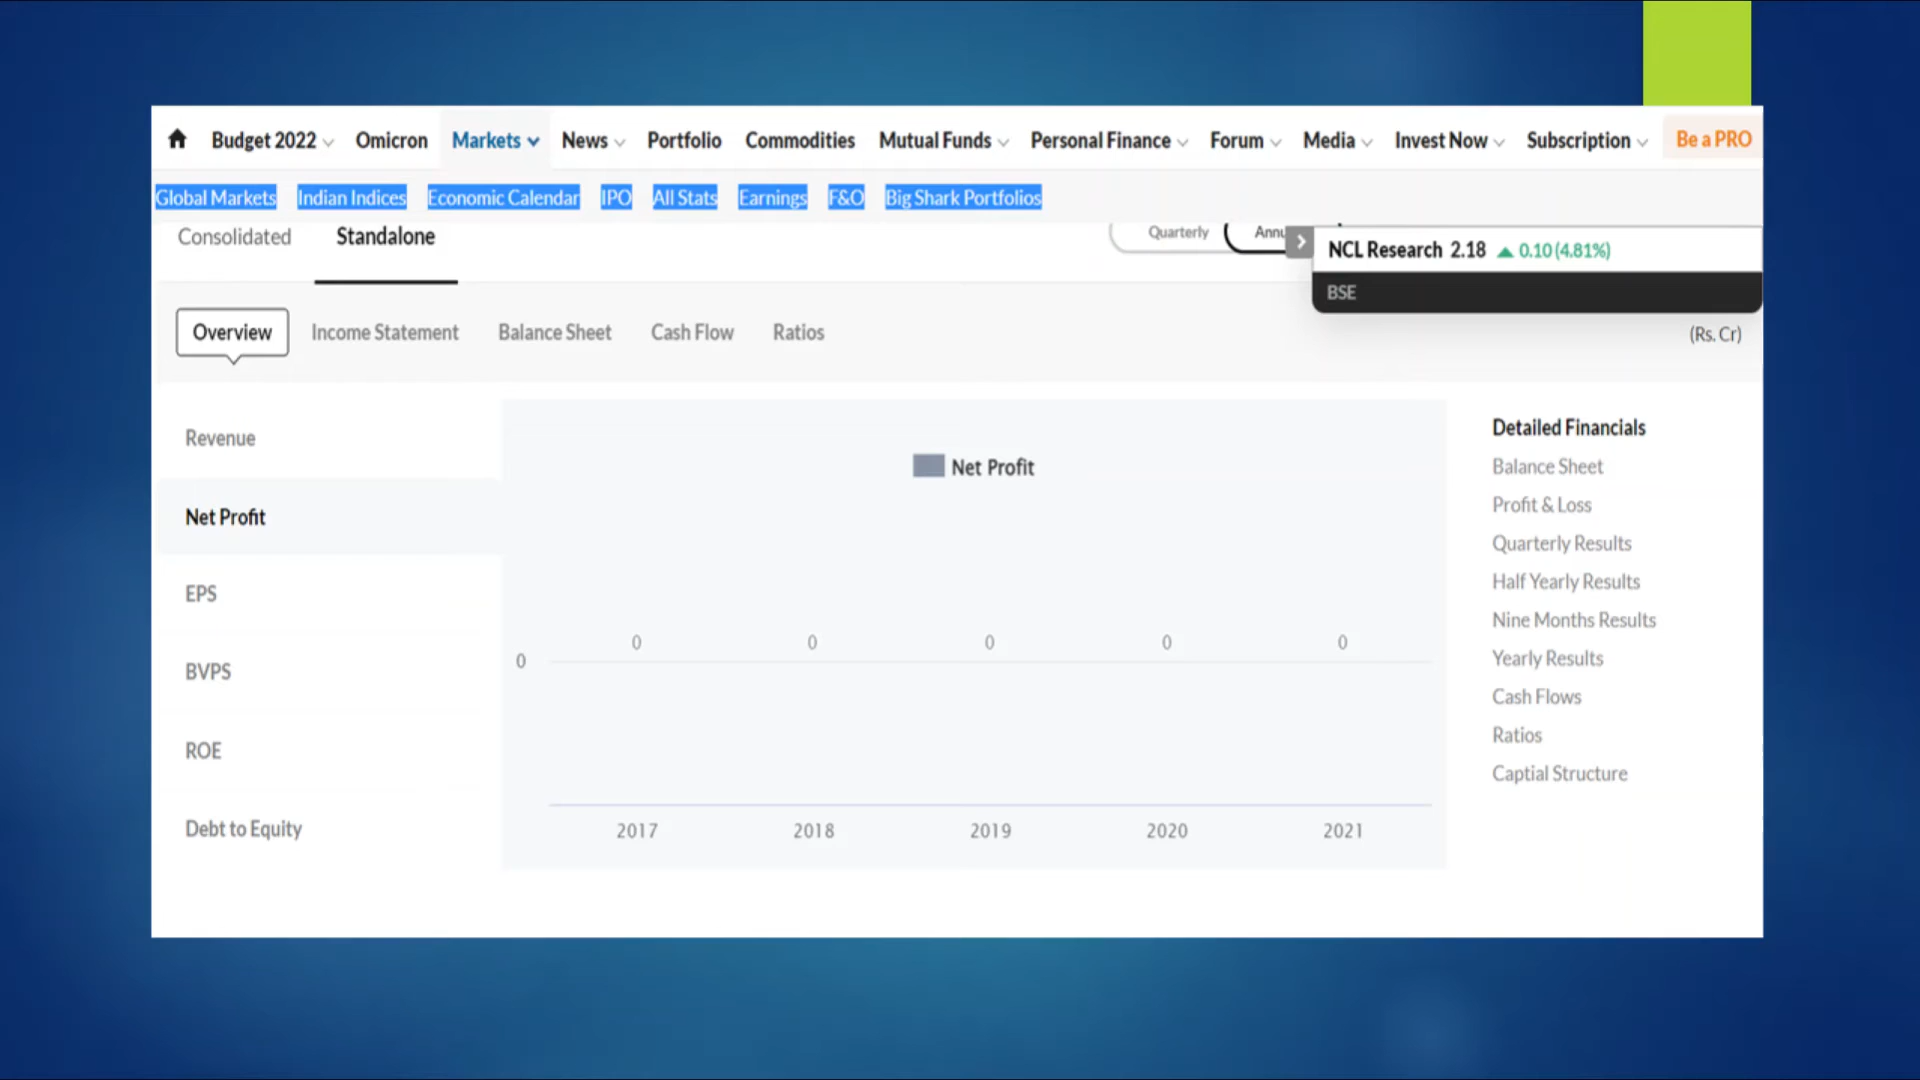 Budget 2022 Omicron Markets News Portfolio Commodities Mutual Funds Personal Finance Forum Media Invest Now Subscription Be a PRO
Global Markets Indian Indices Economic Calendar IPO All Stats Earnings F&O Big Shark Portfolios
Consolidated Standalone Quarterly
NCL Research 2.18 0.10 (4.81%)
BSE
Overview Income Statement Balance Sheet Cash Flow Ratios (Rs. Cr)
Revenue
Net Profit
EPS
BVPS
ROE
Debt to Equity
Net Profit
0 0 0 0 0
0
2017 2018 2019 2020 2021
Detailed Financials
Balance Sheet
Profit & Loss
Quarterly Results
Half Yearly Results
Nine Months Results
Yearly Results
Cash Flows
Ratios
Captial Structure